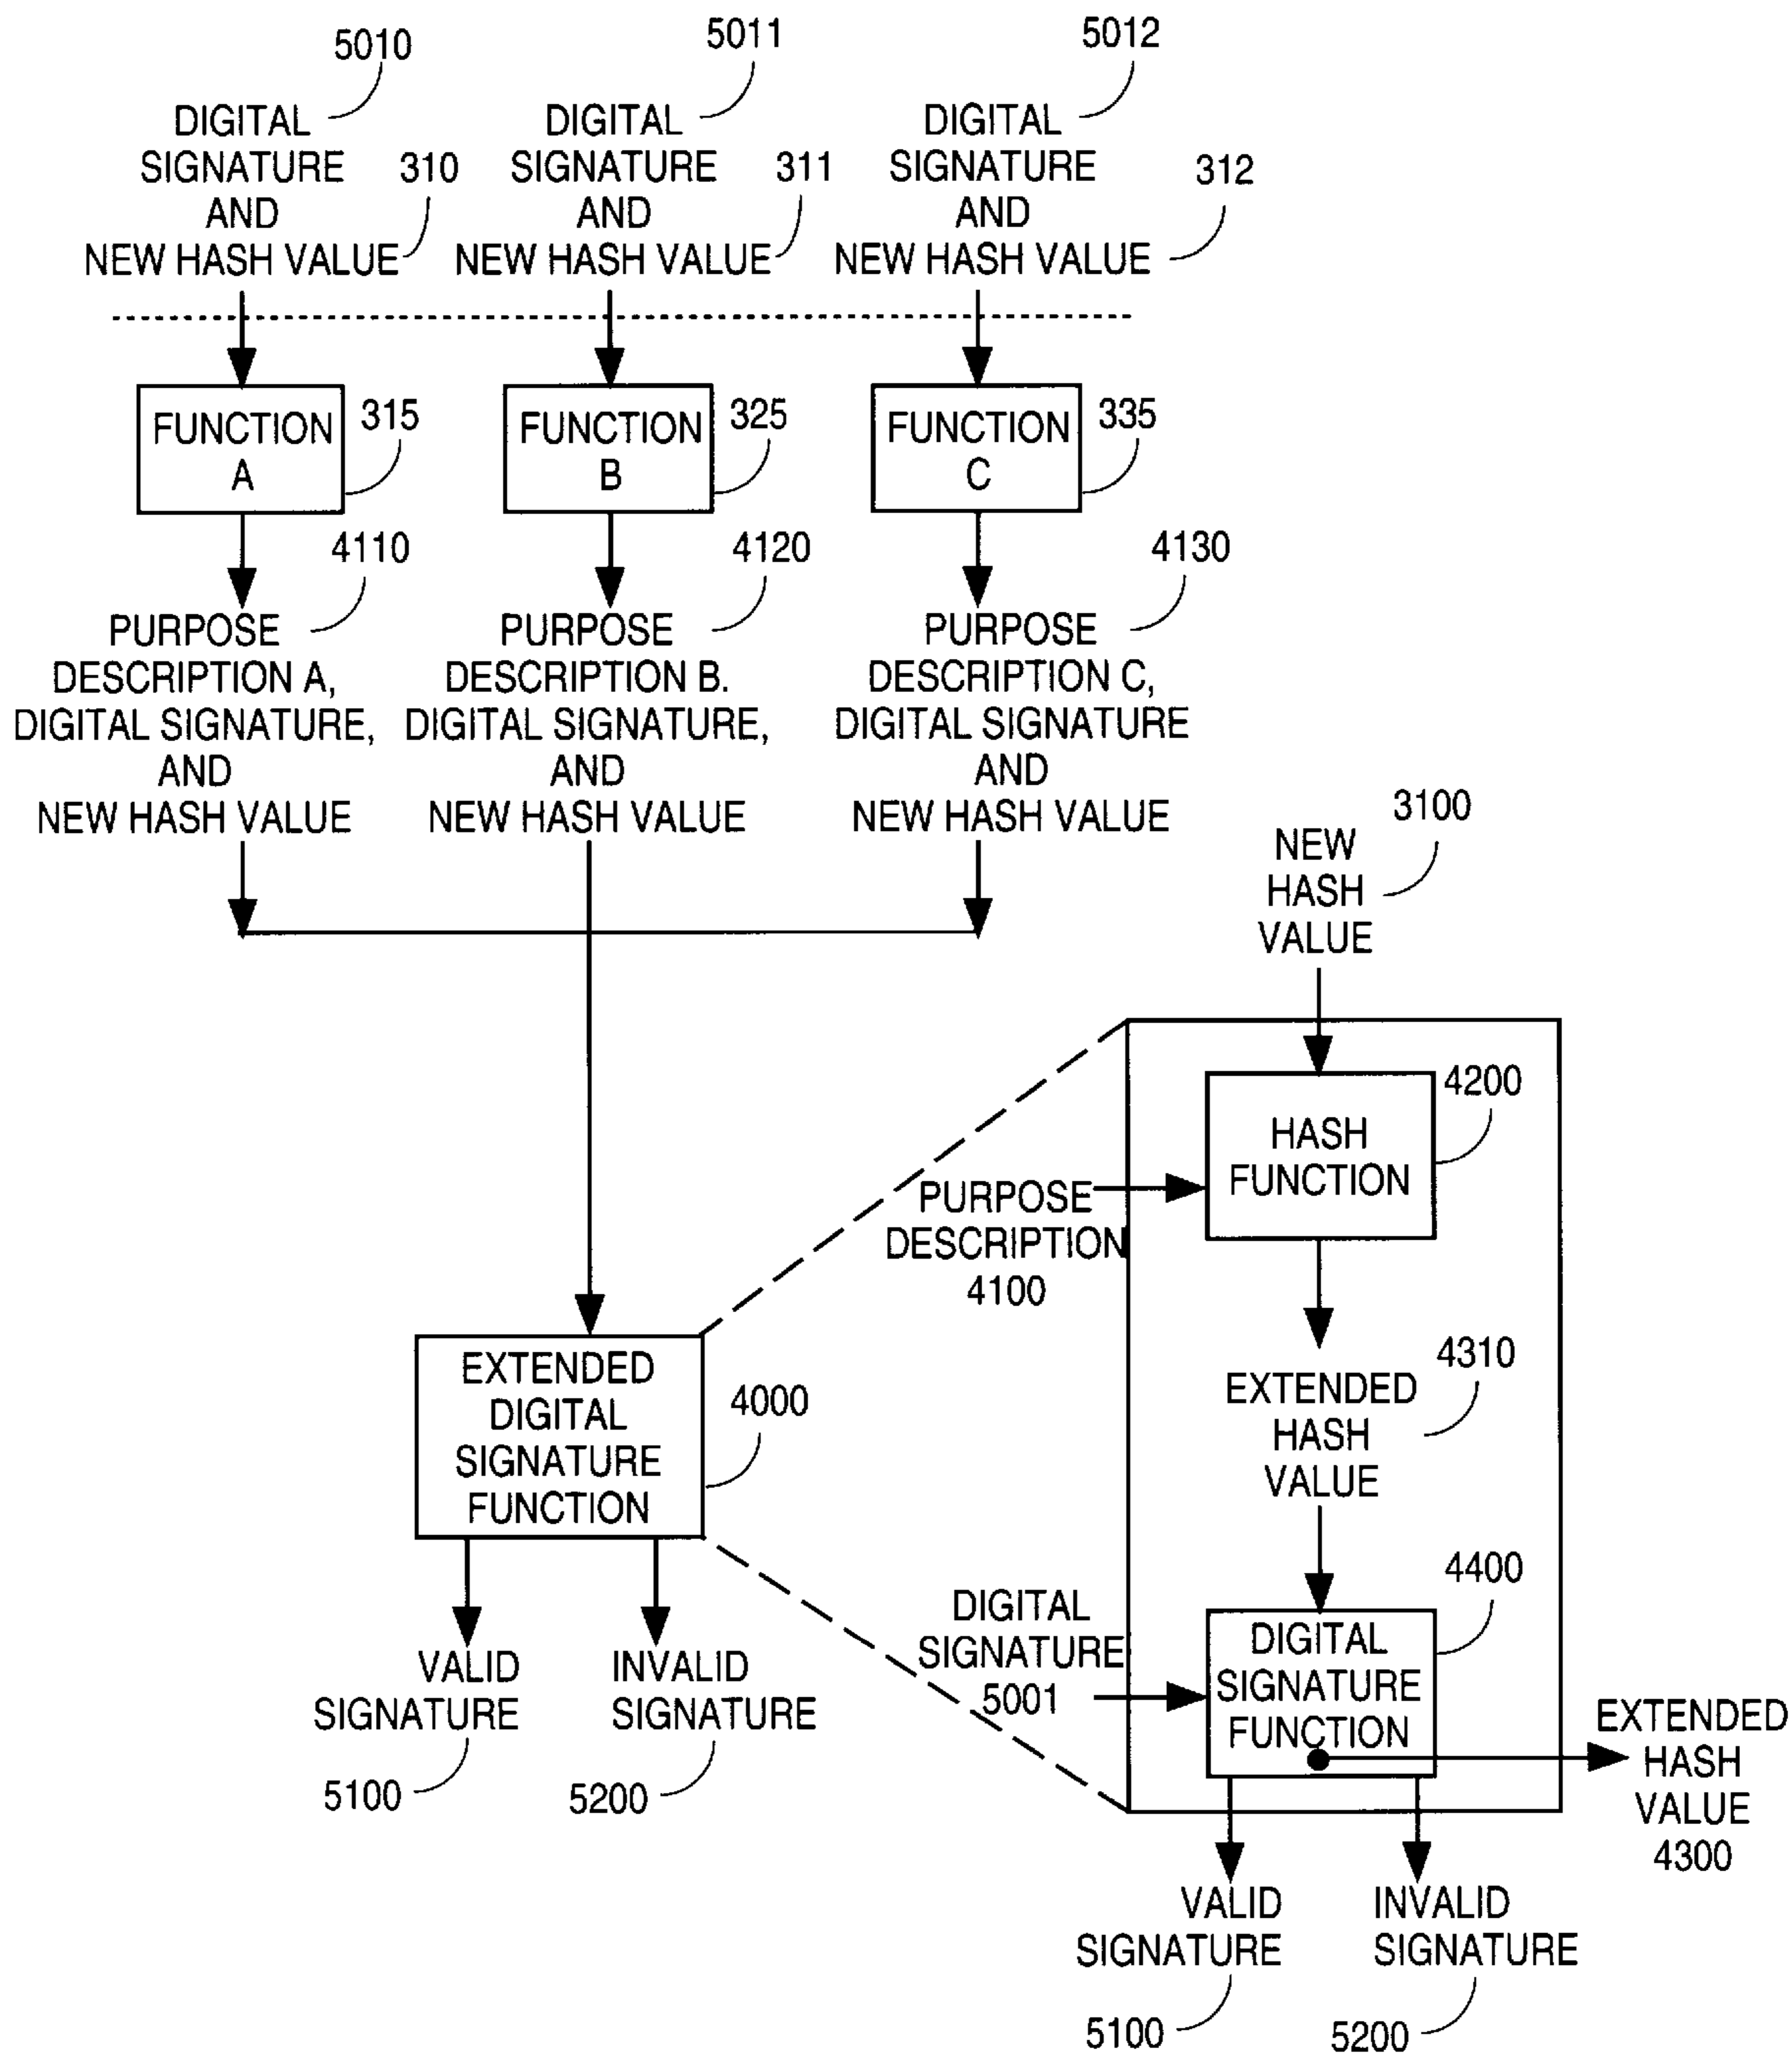 5010
DIGITAL
SIGNATURE
AND
NEW HASH VALUE
310
5011
DIGITAL
SIGNATURE
AND
NEW HASH VALUE
311
5012
DIGITAL
SIGNATURE
AND
NEW HASH VALUE
312
FUNCTION
A
315
FUNCTION
B
325
FUNCTION
C
335
4110
PURPOSE
DESCRIPTION A,
DIGITAL SIGNATURE,
AND
NEW HASH VALUE
4120
PURPOSE
DESCRIPTION B.
DIGITAL SIGNATURE,
AND
NEW HASH VALUE
4130
PURPOSE
DESCRIPTION C,
DIGITAL SIGNATURE
AND
NEW HASH VALUE
3100
NEW
HASH
VALUE
4200
HASH
FUNCTION
PURPOSE
DESCRIPTION
4100
EXTENDED
DIGITAL
SIGNATURE
FUNCTION
4000
4310
EXTENDED
HASH
VALUE
4400
DIGITAL
SIGNATURE
5001
DIGITAL
SIGNATURE
FUNCTION
VALID
SIGNATURE
5100
INVALID
SIGNATURE
5200
EXTENDED
HASH
VALUE
4300
VALID
SIGNATURE
5100
INVALID
SIGNATURE
5200